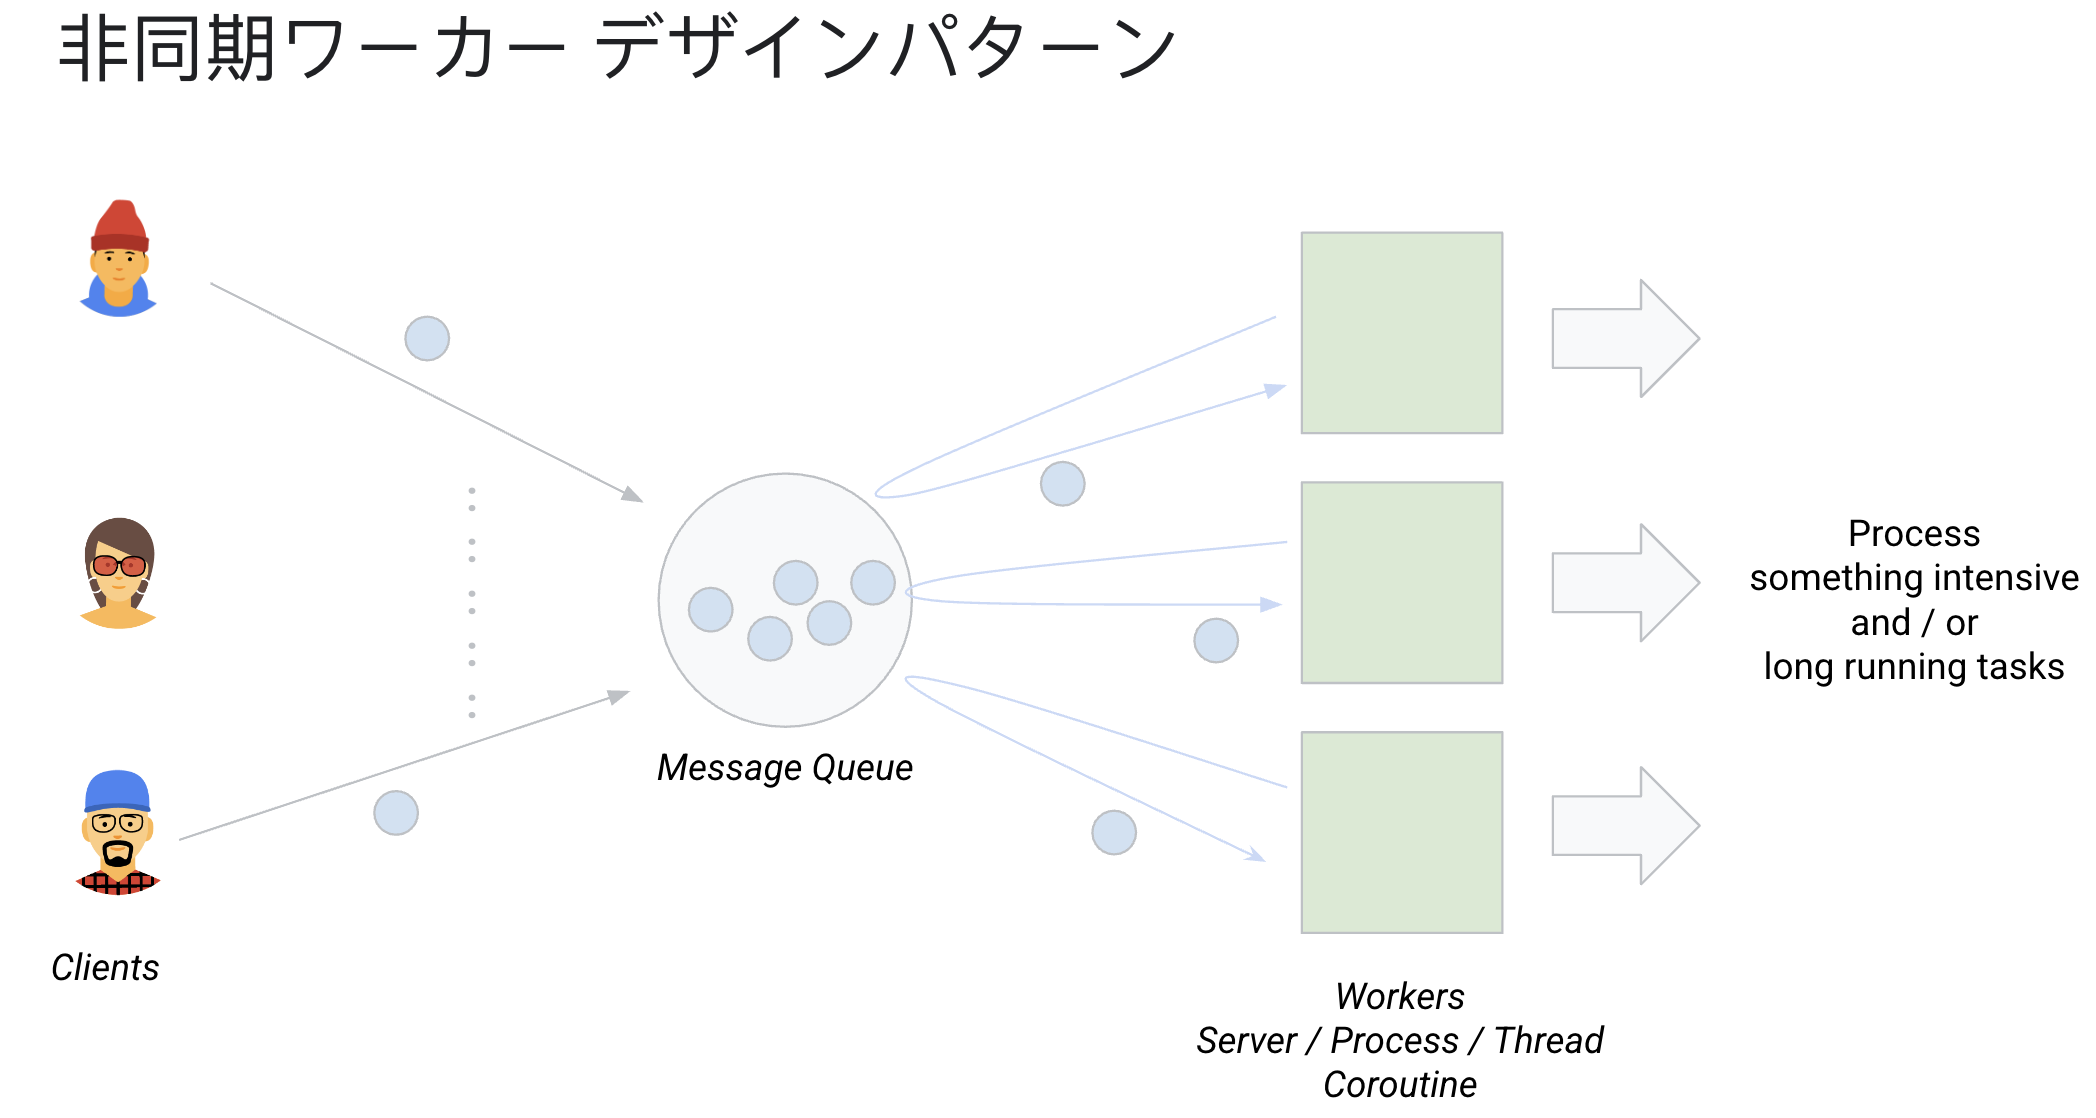 非同期ワーカー デザインパターン
Process
something intensive
and / or
long running tasks
Message Queue
Clients
Workers
Server / Process / Thread
Coroutine